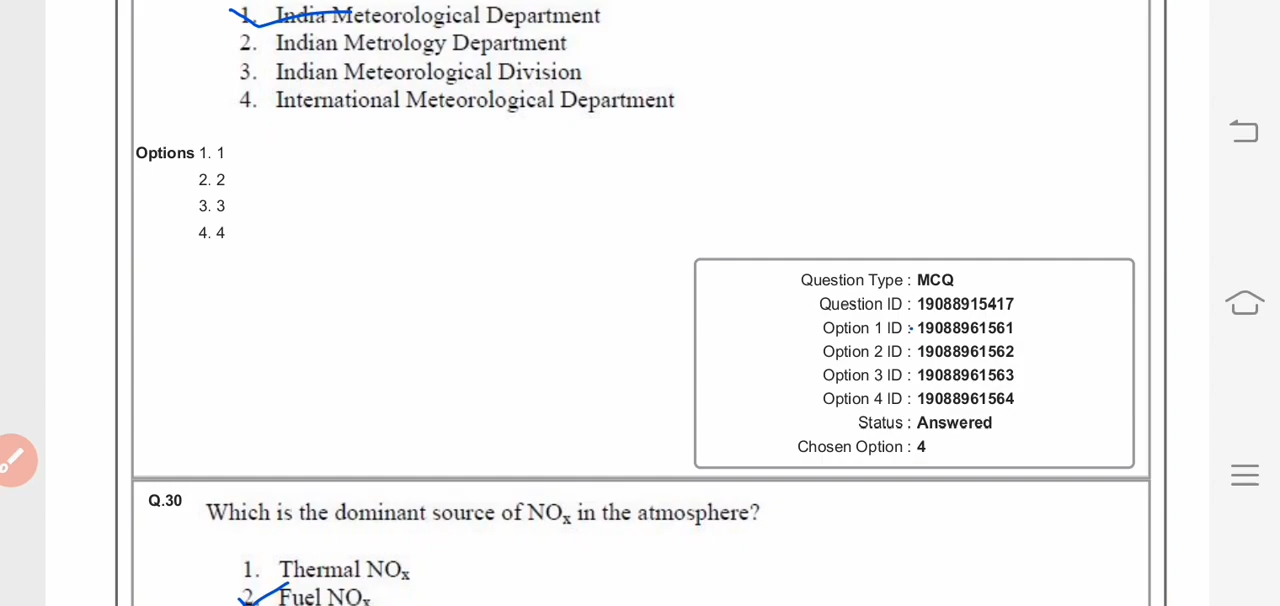 1. India Meteorological Department
2. Indian Metrology Department
3. Indian Meteorological Division
4. International Meteorological Department
Options 1. 1
2. 2
3. 3
4. 4
Question Type : MCQ
Question ID : 19088915417
Option 1 ID : 19088961561
Option 2 ID : 19088961562
Option 3 ID : 19088961563
Option 4 ID : 19088961564
Status : Answered
Chosen Option : 4
Q.30 Which is the dominant source of NOx in the atmosphere?
1. Thermal NOx
2. Fuel NOx